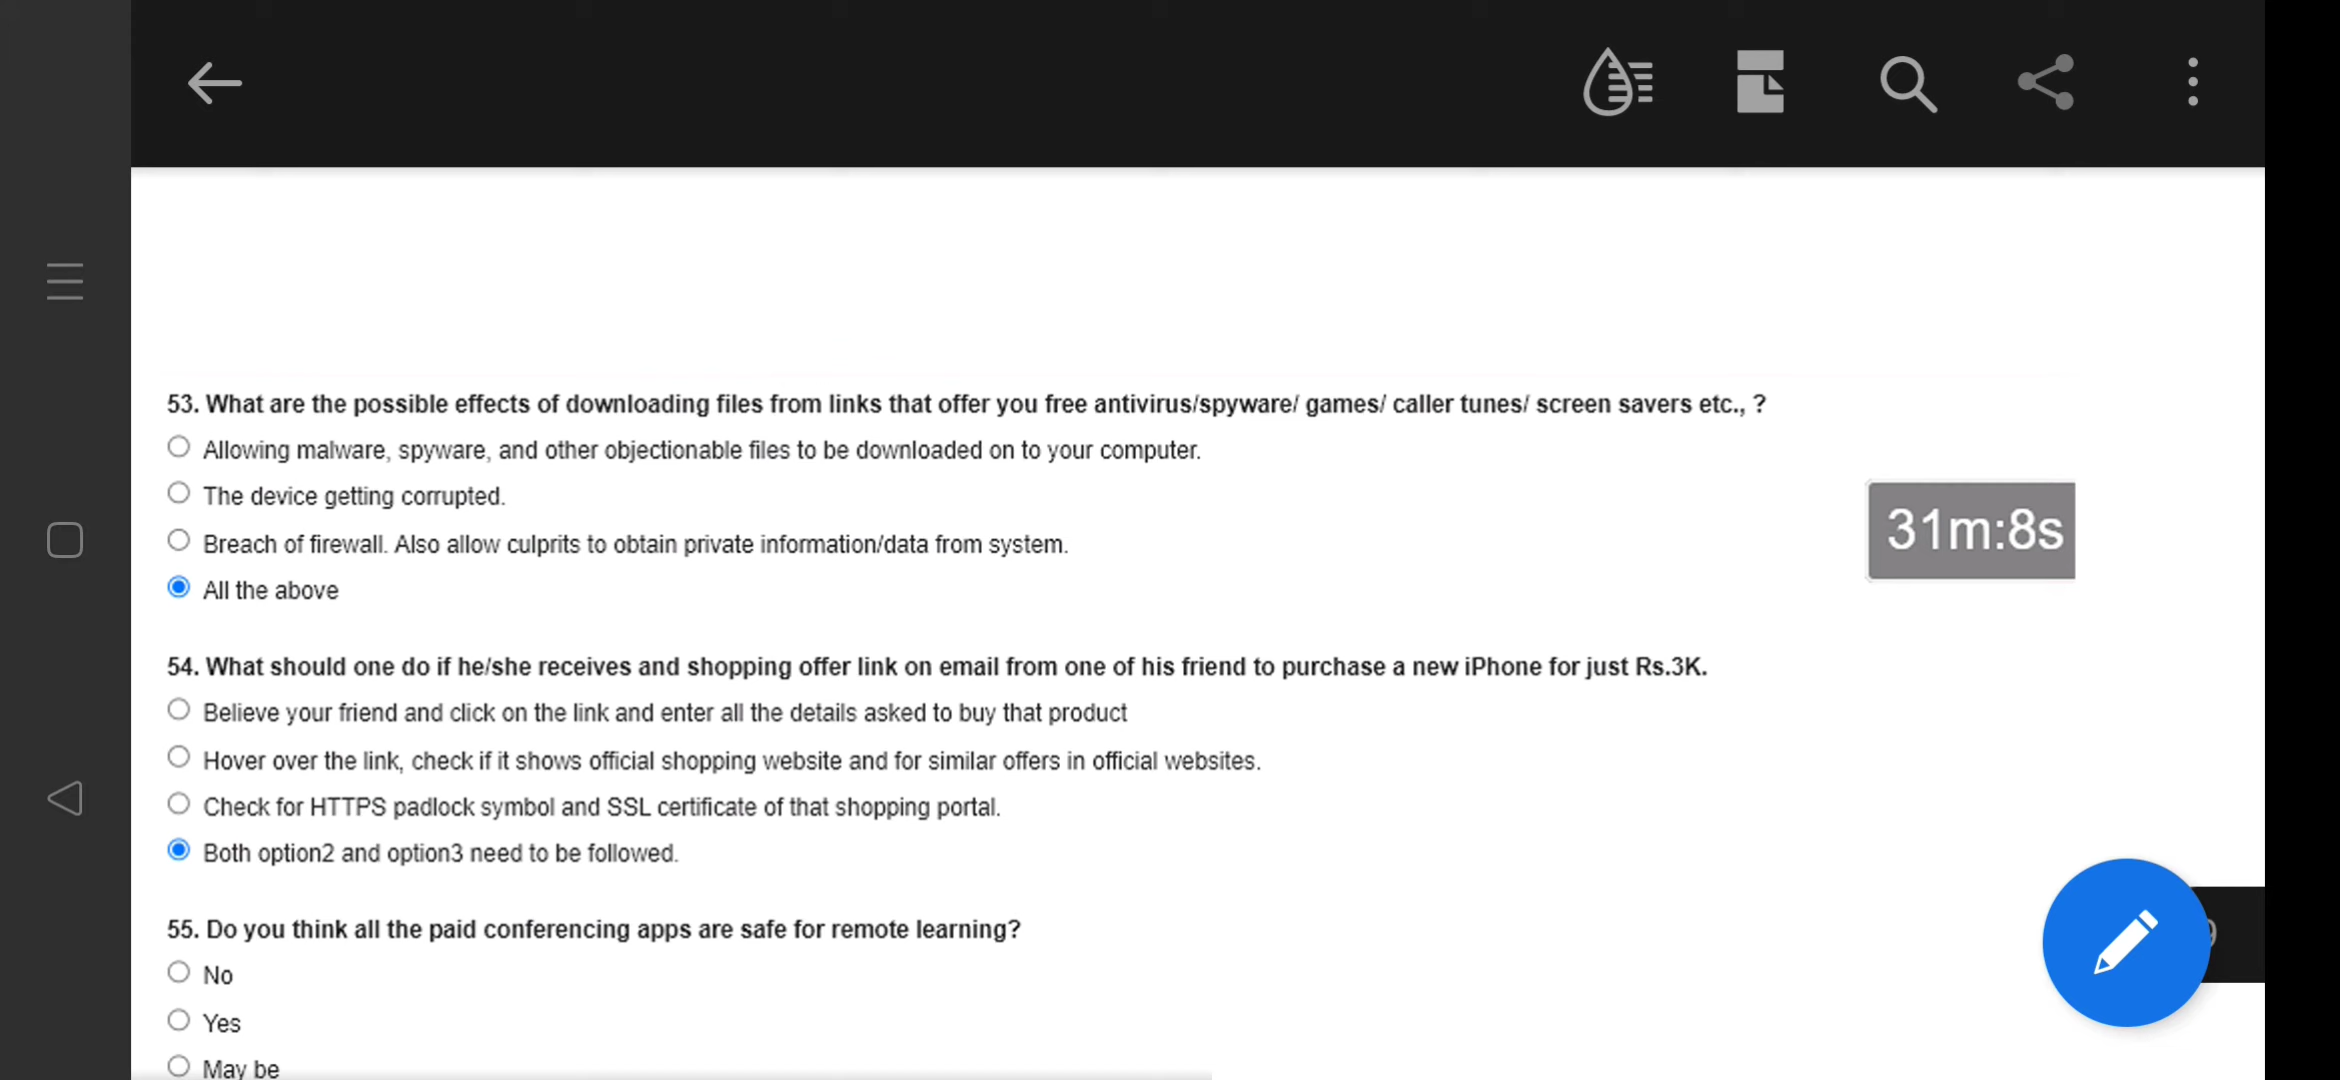 53. What are the possible effects of downloading files from links that offer you free antivirus/spyware/ games/ caller tunes/ screen savers etc., ?
Allowing malware, spyware, and other objectionable files to be downloaded on to your computer.
The device getting corrupted.
Breach of firewall. Also allow culprits to obtain private information/data from system.
All the above
31m:8s
54. What should one do if he/she receives and shopping offer link on email from one of his friend to purchase a new iPhone for just Rs.3K.
Believe your friend and click on the link and enter all the details asked to buy that product
Hover over the link, check if it shows official shopping website and for similar offers in official websites.
Check for HTTPS padlock symbol and SSL certificate of that shopping portal.
Both option2 and option3 need to be followed.
55. Do you think all the paid conferencing apps are safe for remote learning?
No
Yes
May be